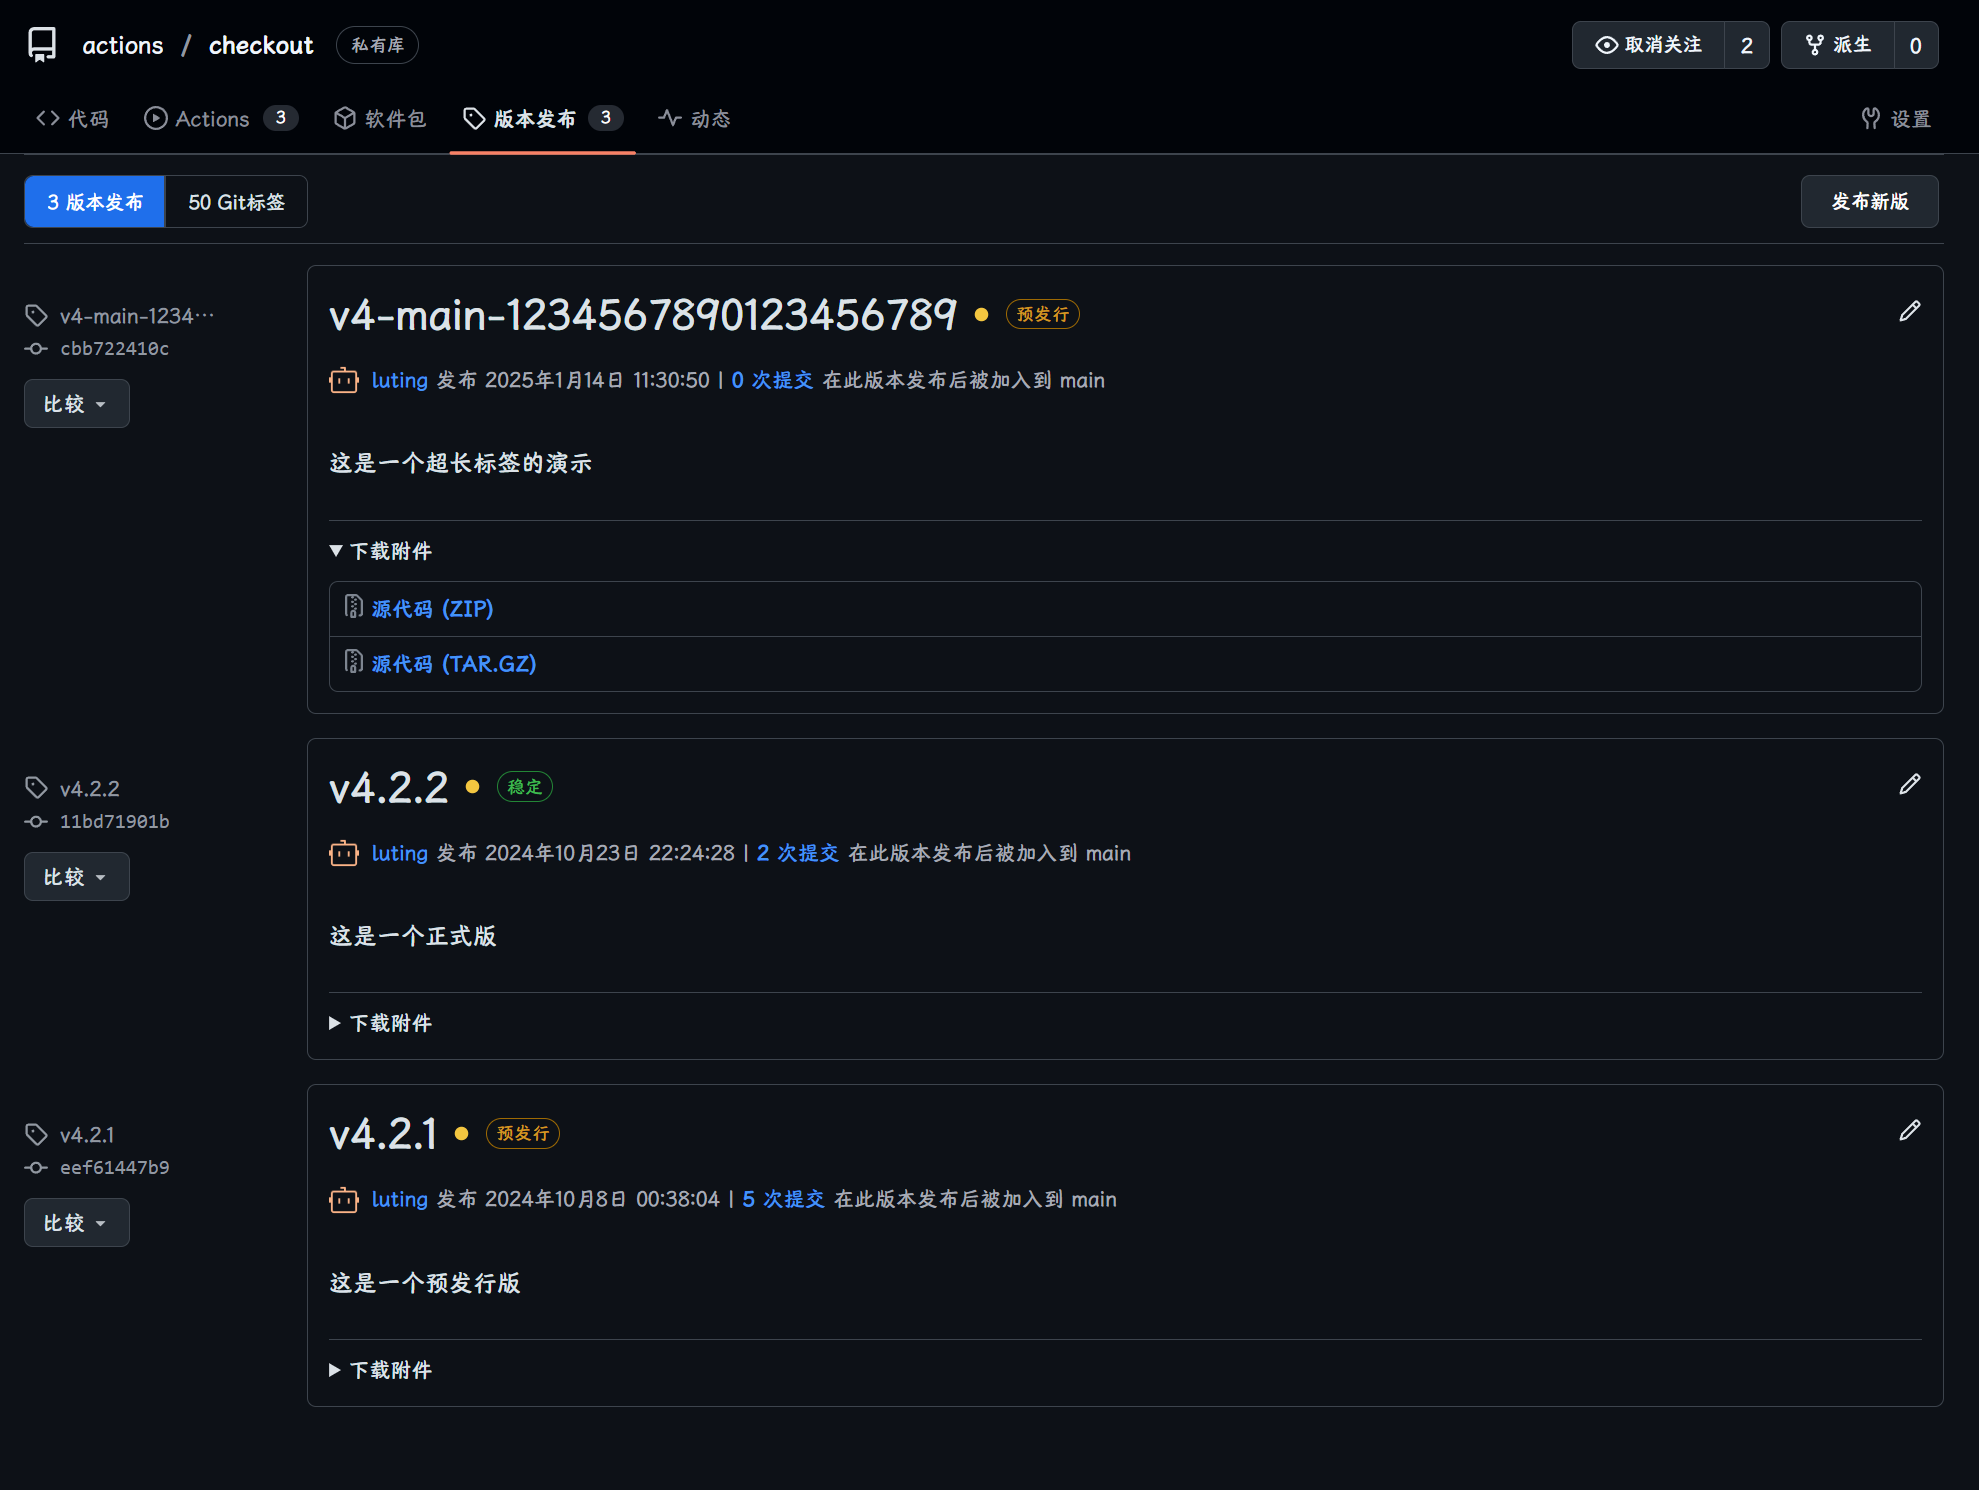 actions / checkout 私有库 取消关注 2 派生 0
代码 Actions 3 软件包 版本发布 3 动态 设置
3 版本发布 50 Git标签 发布新版
v4-main-1234…
cbb722410c
比较
v4-main-1234567890123456789 预发行
luting 发布 2025年1月14日 11:30:50 | 0 次提交 在此版本发布后被加入到 main
这是一个超长标签的演示
下载附件
源代码 (ZIP)
源代码 (TAR.GZ)
v4.2.2
11bd71901b
比较
v4.2.2 稳定
luting 发布 2024年10月23日 22:24:28 | 2 次提交 在此版本发布后被加入到 main
这是一个正式版
下载附件
v4.2.1
eef61447b9
比较
v4.2.1 预发行
luting 发布 2024年10月8日 00:38:04 | 5 次提交 在此版本发布后被加入到 main
这是一个预发行版
下载附件